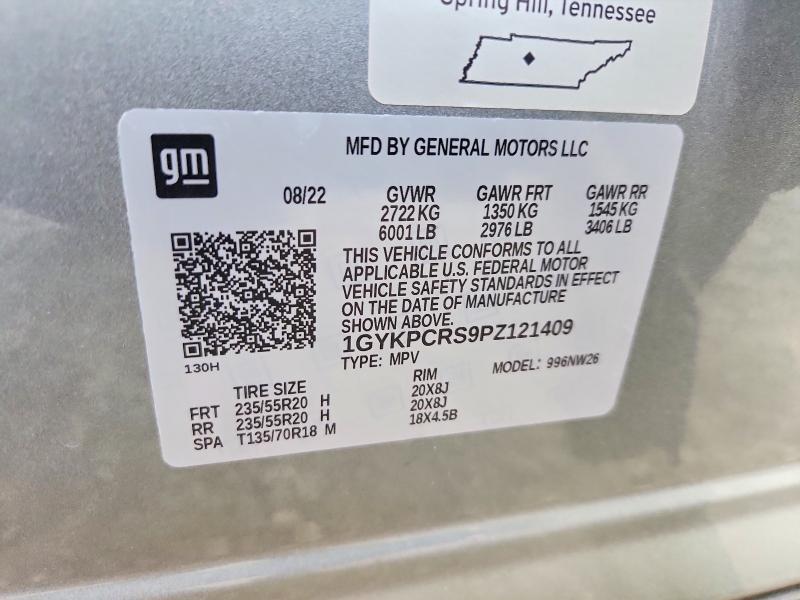 Spring Hill, Tennessee
gm
MFD BY GENERAL MOTORS LLC
08/22 GVWR GAWR FRT GAWR RR
2722 KG 1350 KG 1545 KG
6001 LB 2976 LB 3406 LB
THIS VEHICLE CONFORMS TO ALL
APPLICABLE U.S. FEDERAL MOTOR
VEHICLE SAFETY STANDARDS IN EFFECT
ON THE DATE OF MANUFACTURE
SHOWN ABOVE.
1GYKPCRS9PZ121409
130H
TYPE: MPV MODEL: 996NW26
TIRE SIZE RIM
FRT 235/55R20 H 20X8J
RR 235/55R20 H 20X8J
SPA T135/70R18 M 18X4.5B